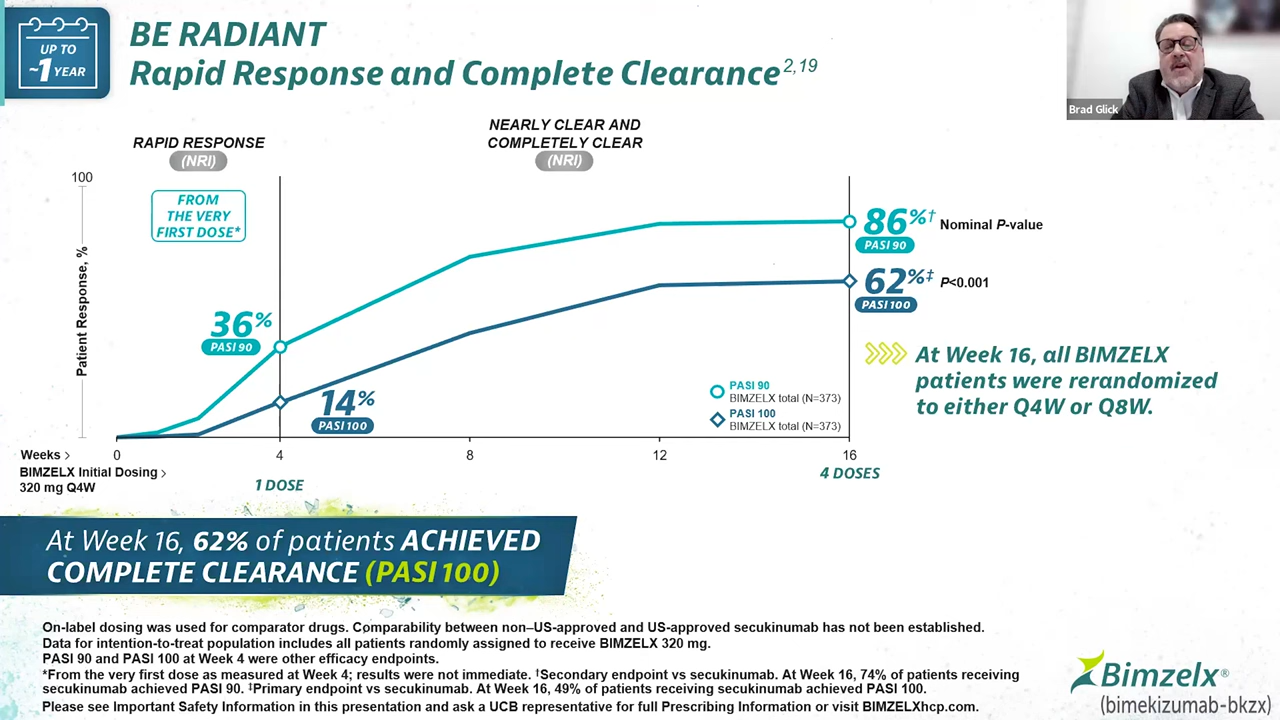 UP TO
~1 YEAR
BE RADIANT
Rapid Response and Complete Clearance2,19
Brad Glick
RAPID RESPONSE
(NRI)
NEARLY CLEAR AND
COMPLETELY CLEAR
(NRI)
100
Patient Response, %
FROM
THE VERY
FIRST DOSE*
36%
PASI 90
14%
PASI 100
86%†
PASI 90
Nominal P-value
62%‡
PASI 100
P<0.001
PASI 90
BIMZELX total (N=373)
PASI 100
BIMZELX total (N=373)
At Week 16, all BIMZELX
patients were rerandomized
to either Q4W or Q8W.
Weeks > 0 4 8 12 16
BIMZELX Initial Dosing >
320 mg Q4W
1 DOSE
4 DOSES
At Week 16, 62% of patients ACHIEVED
COMPLETE CLEARANCE (PASI 100)
On-label dosing was used for comparator drugs. Comparability between non–US-approved and US-approved secukinumab has not been established.
Data for intention-to-treat population includes all patients randomly assigned to receive BIMZELX 320 mg.
PASI 90 and PASI 100 at Week 4 were other efficacy endpoints.
*From the very first dose as measured at Week 4; results were not immediate. †Secondary endpoint vs secukinumab. At Week 16, 74% of patients receiving
secukinumab achieved PASI 90. ‡Primary endpoint vs secukinumab. At Week 16, 49% of patients receiving secukinumab achieved PASI 100.
Please see Important Safety Information in this presentation and ask a UCB representative for full Prescribing Information or visit BIMZELXhcp.com.
Bimzelx®
(bimekizumab-bkzx)